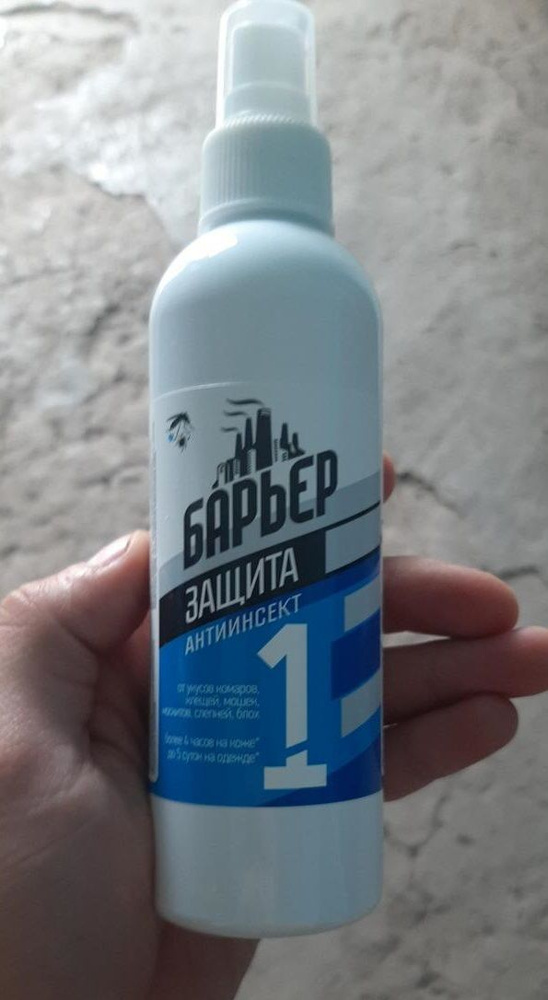 БАРЬЕР
ЗАЩИТА
АНТИИНСЕКТ
1
от укусов комаров,
клещей, мошек,
москитов, слепней, блох
более 4 часов на коже*
до 5 суток на одежде*